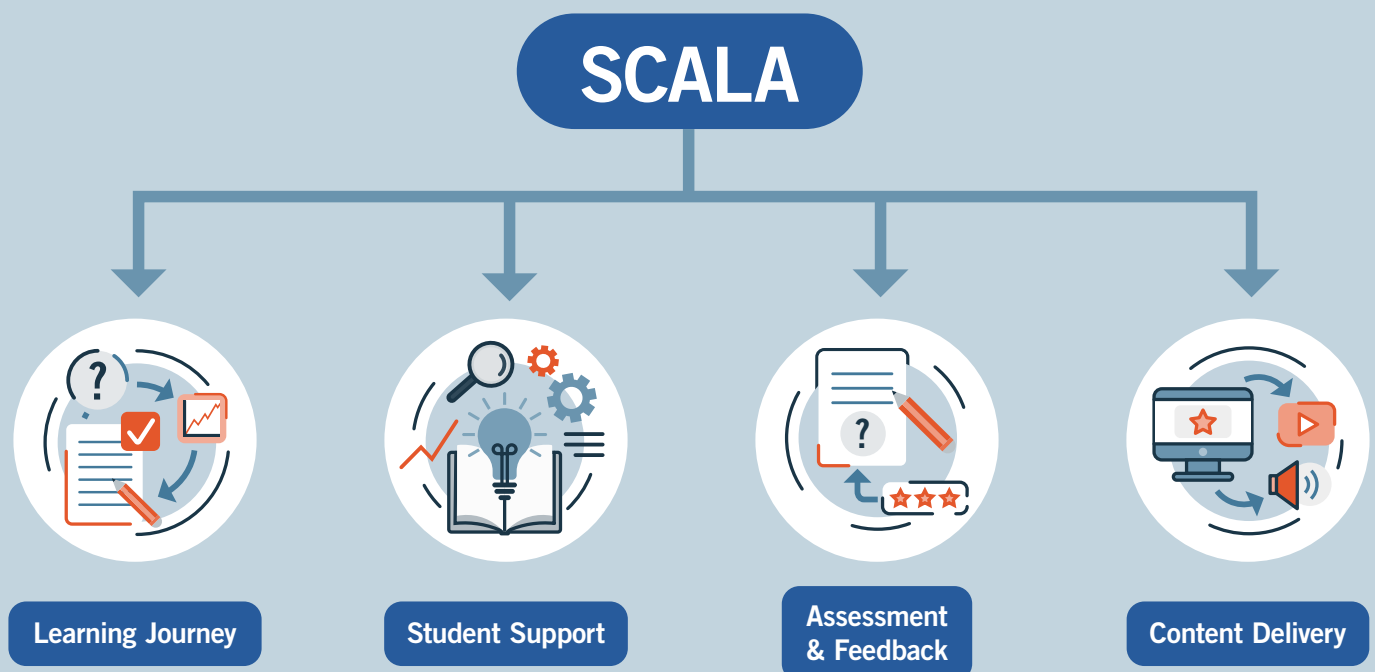 SCALA
?
?
Learning Journey
Student Support
Assessment
& Feedback
Content Delivery